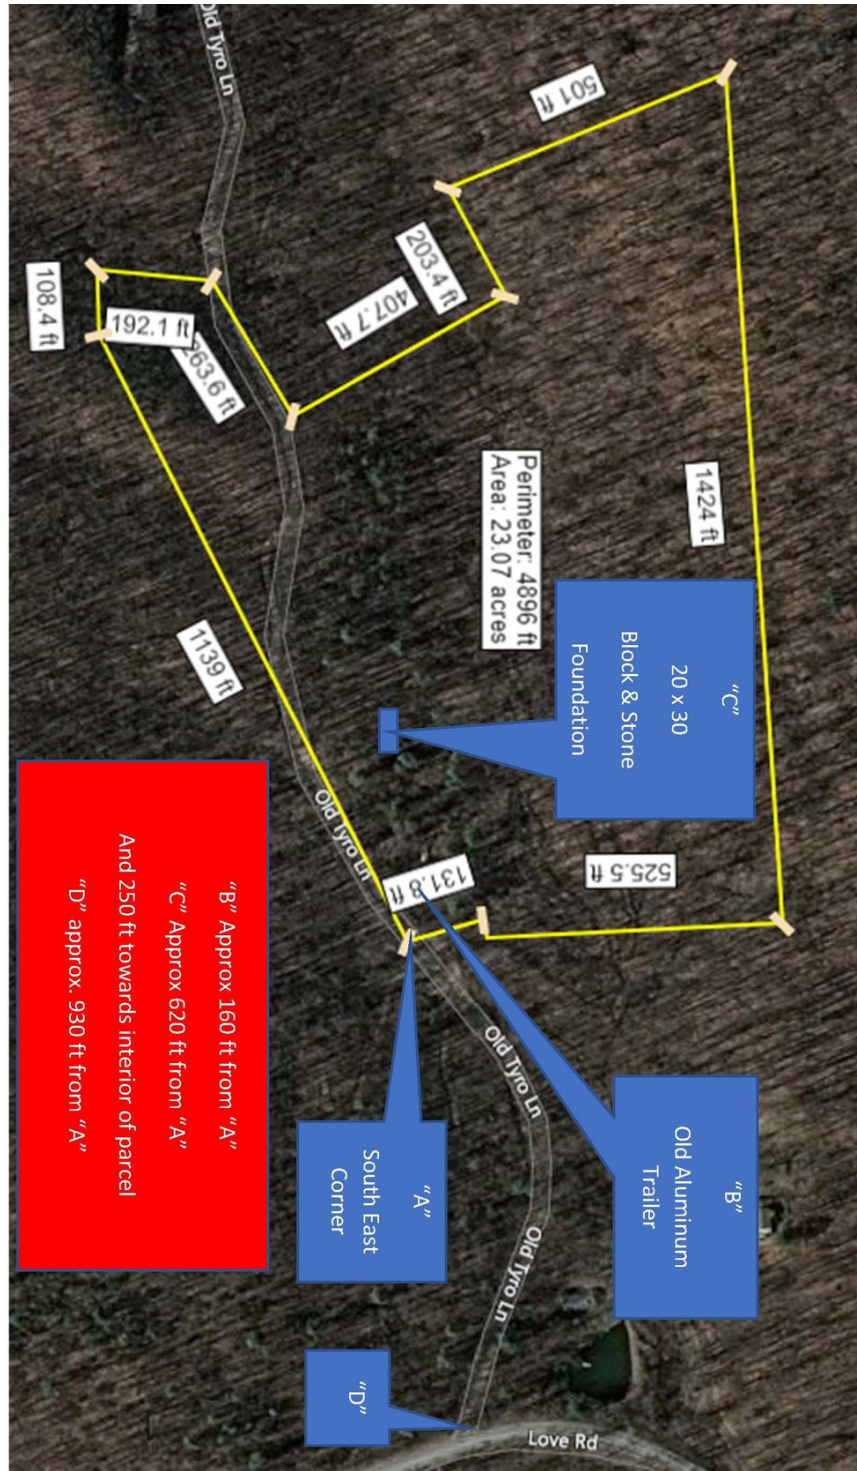 Old Tyro Ln
501 ft
203.4 ft
407.7 ft
108.4 ft
192.1 ft
263.6 ft
1424 ft
Perimeter: 4896 ft
Area: 23.07 acres
1139 ft
"C"
20 x 30
Block & Stone
Foundation
Old Tyro Ln
131.8 ft
525.5 ft
"B" Approx 160 ft from "A"
"C" Approx 620 ft from "A"
And 250 ft towards interior of parcel
"D" approx. 930 ft from "A"
Old Tyro Ln
"B"
Old Aluminum
Trailer
"A"
South East
Corner
Old Tyro Ln
"D"
Love Rd